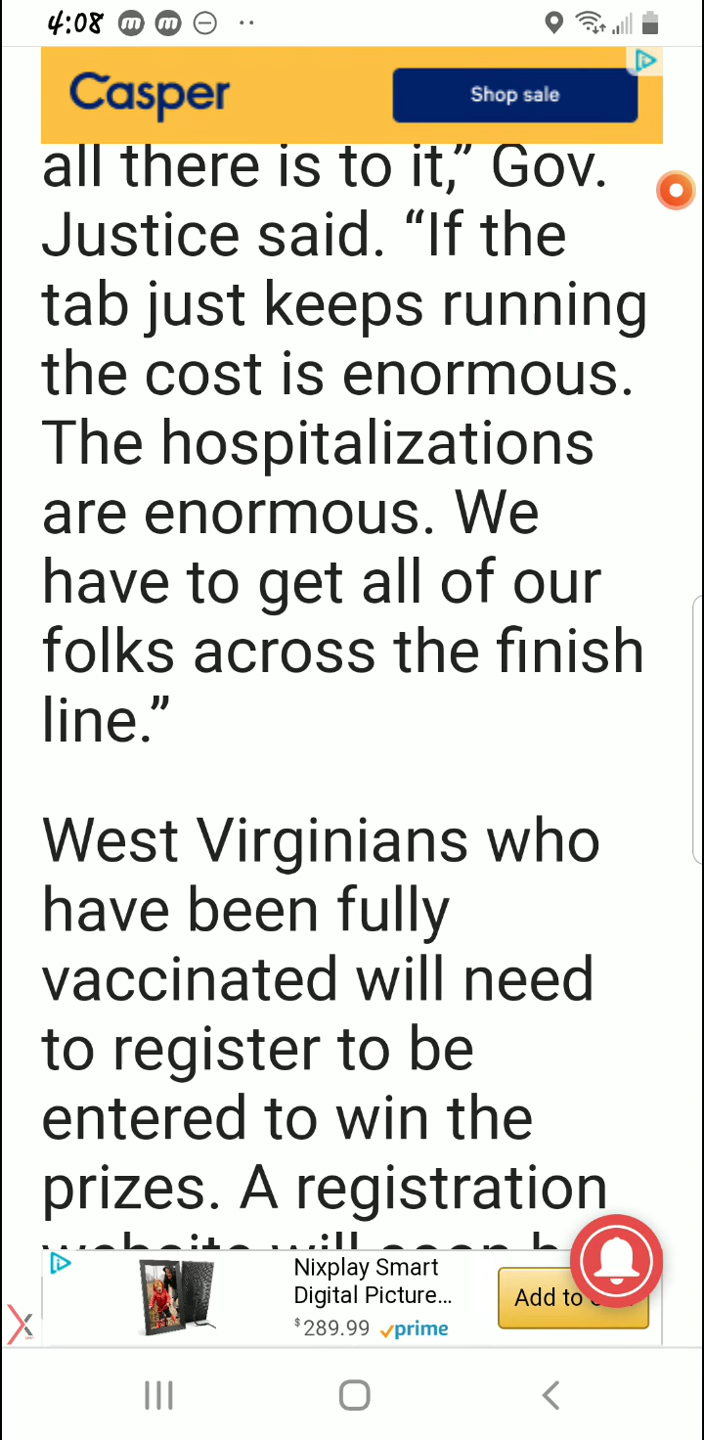 4:08
Casper
Shop sale
all there is to it,” Gov.
Justice said. “If the
tab just keeps running
the cost is enormous.
The hospitalizations
are enormous. We
have to get all of our
folks across the finish
line.”
West Virginians who
have been fully
vaccinated will need
to register to be
entered to win the
prizes. A registration
website will soon
Nixplay Smart
Digital Picture...
$289.99 prime
Add to